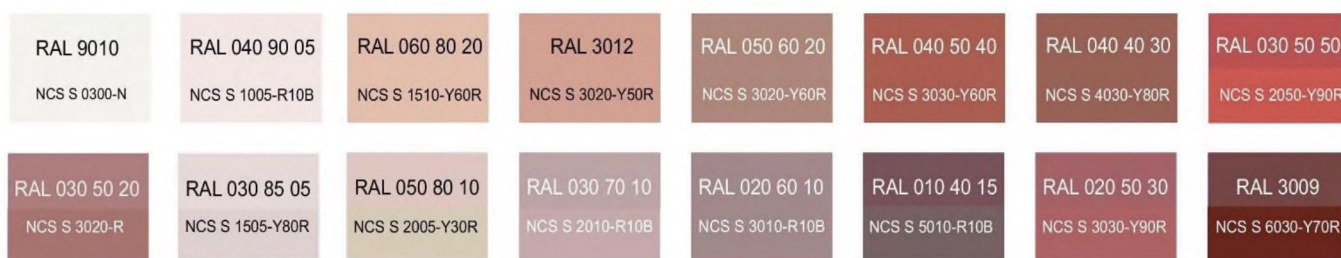 RAL 9010
NCS S 0300-N
RAL 040 90 05
NCS S 1005-R10B
RAL 060 80 20
NCS S 1510-Y60R
RAL 3012
NCS S 3020-Y50R
RAL 050 60 20
NCS S 3020-Y60R
RAL 040 50 40
NCS S 3030-Y60R
RAL 040 40 30
NCS S 4030-Y80R
RAL 030 50 50
NCS S 2050-Y90R
RAL 030 50 20
NCS S 3020-R
RAL 030 85 05
NCS S 1505-Y80R
RAL 050 80 10
NCS S 2005-Y30R
RAL 030 70 10
NCS S 2010-R10B
RAL 020 60 10
NCS S 3010-R10B
RAL 010 40 15
NCS S 5010-R10B
RAL 020 50 30
NCS S 3030-Y90R
RAL 3009
NCS S 6030-Y70R